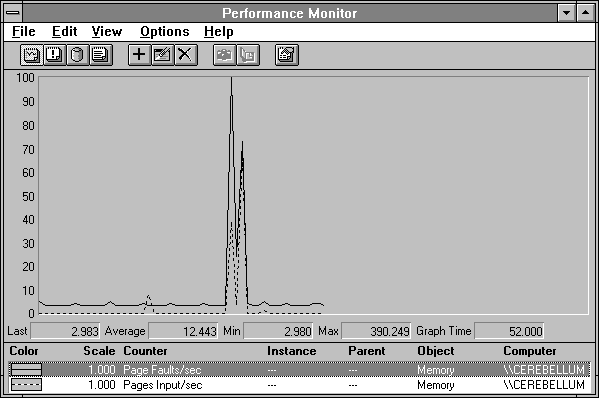 Performance Monitor
File Edit View Options Help
100
90
80
70
60
50
40
30
20
10
0
Last 2.983 Average 12.443 Min 2.980 Max 390.249 Graph Time 52.000
Color Scale Counter Instance Parent Object Computer
1.000 Page Faults/sec --- --- Memory \\CEREBELLUM
1.000 Pages Input/sec --- --- Memory \\CEREBELLUM